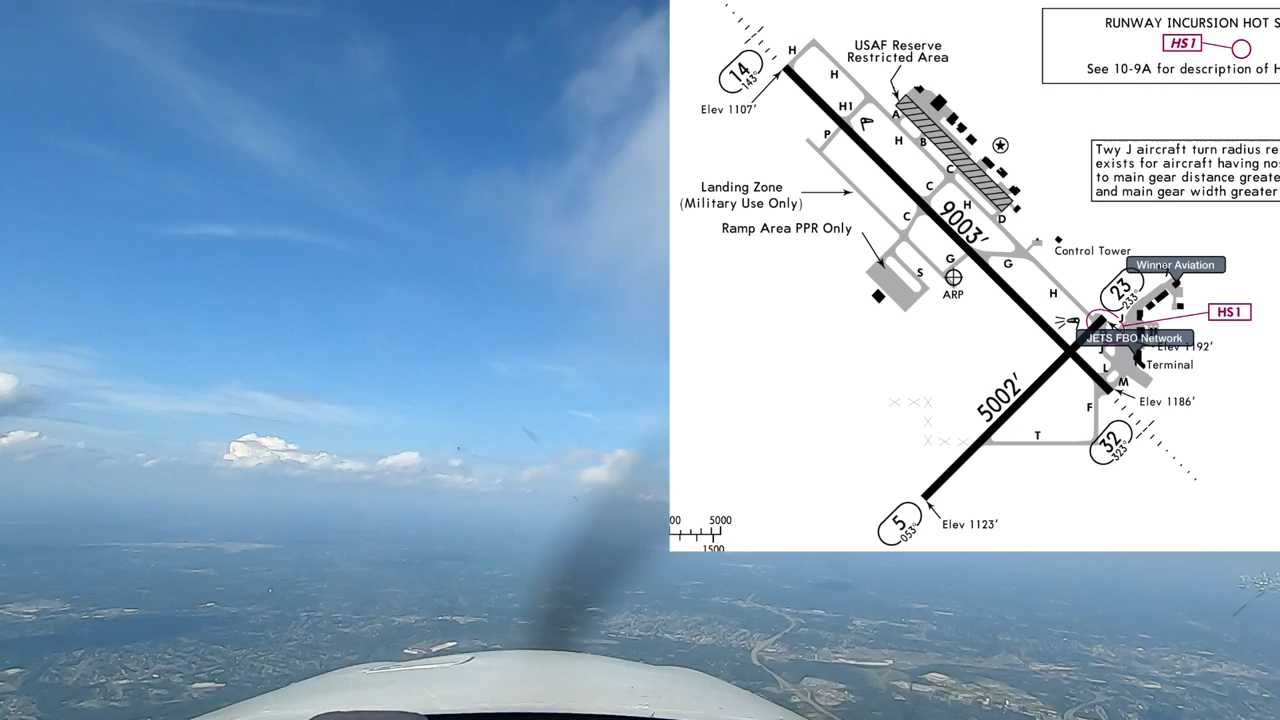 RUNWAY INCURSION HOT S
HS1
See 10-9A for description of H
USAF Reserve
Restricted Area
H
14
143°
Elev 1107'
H
H1
A
P
H
B
Twy J aircraft turn radius re
exists for aircraft having no
to main gear distance greate
and main gear width greater
C
C
Landing Zone
(Military Use Only)
H
D
C
9003'
Ramp Area PPR Only
Control Tower
G
G
S
ARP
Winner Aviation
H
23
233°
HS1
J
JETS FBO Network
Elev 1192'
J
L
Terminal
M
Elev 1186'
5002'
F
T
32
323°
5
053°
Elev 1123'
00
5000
1500